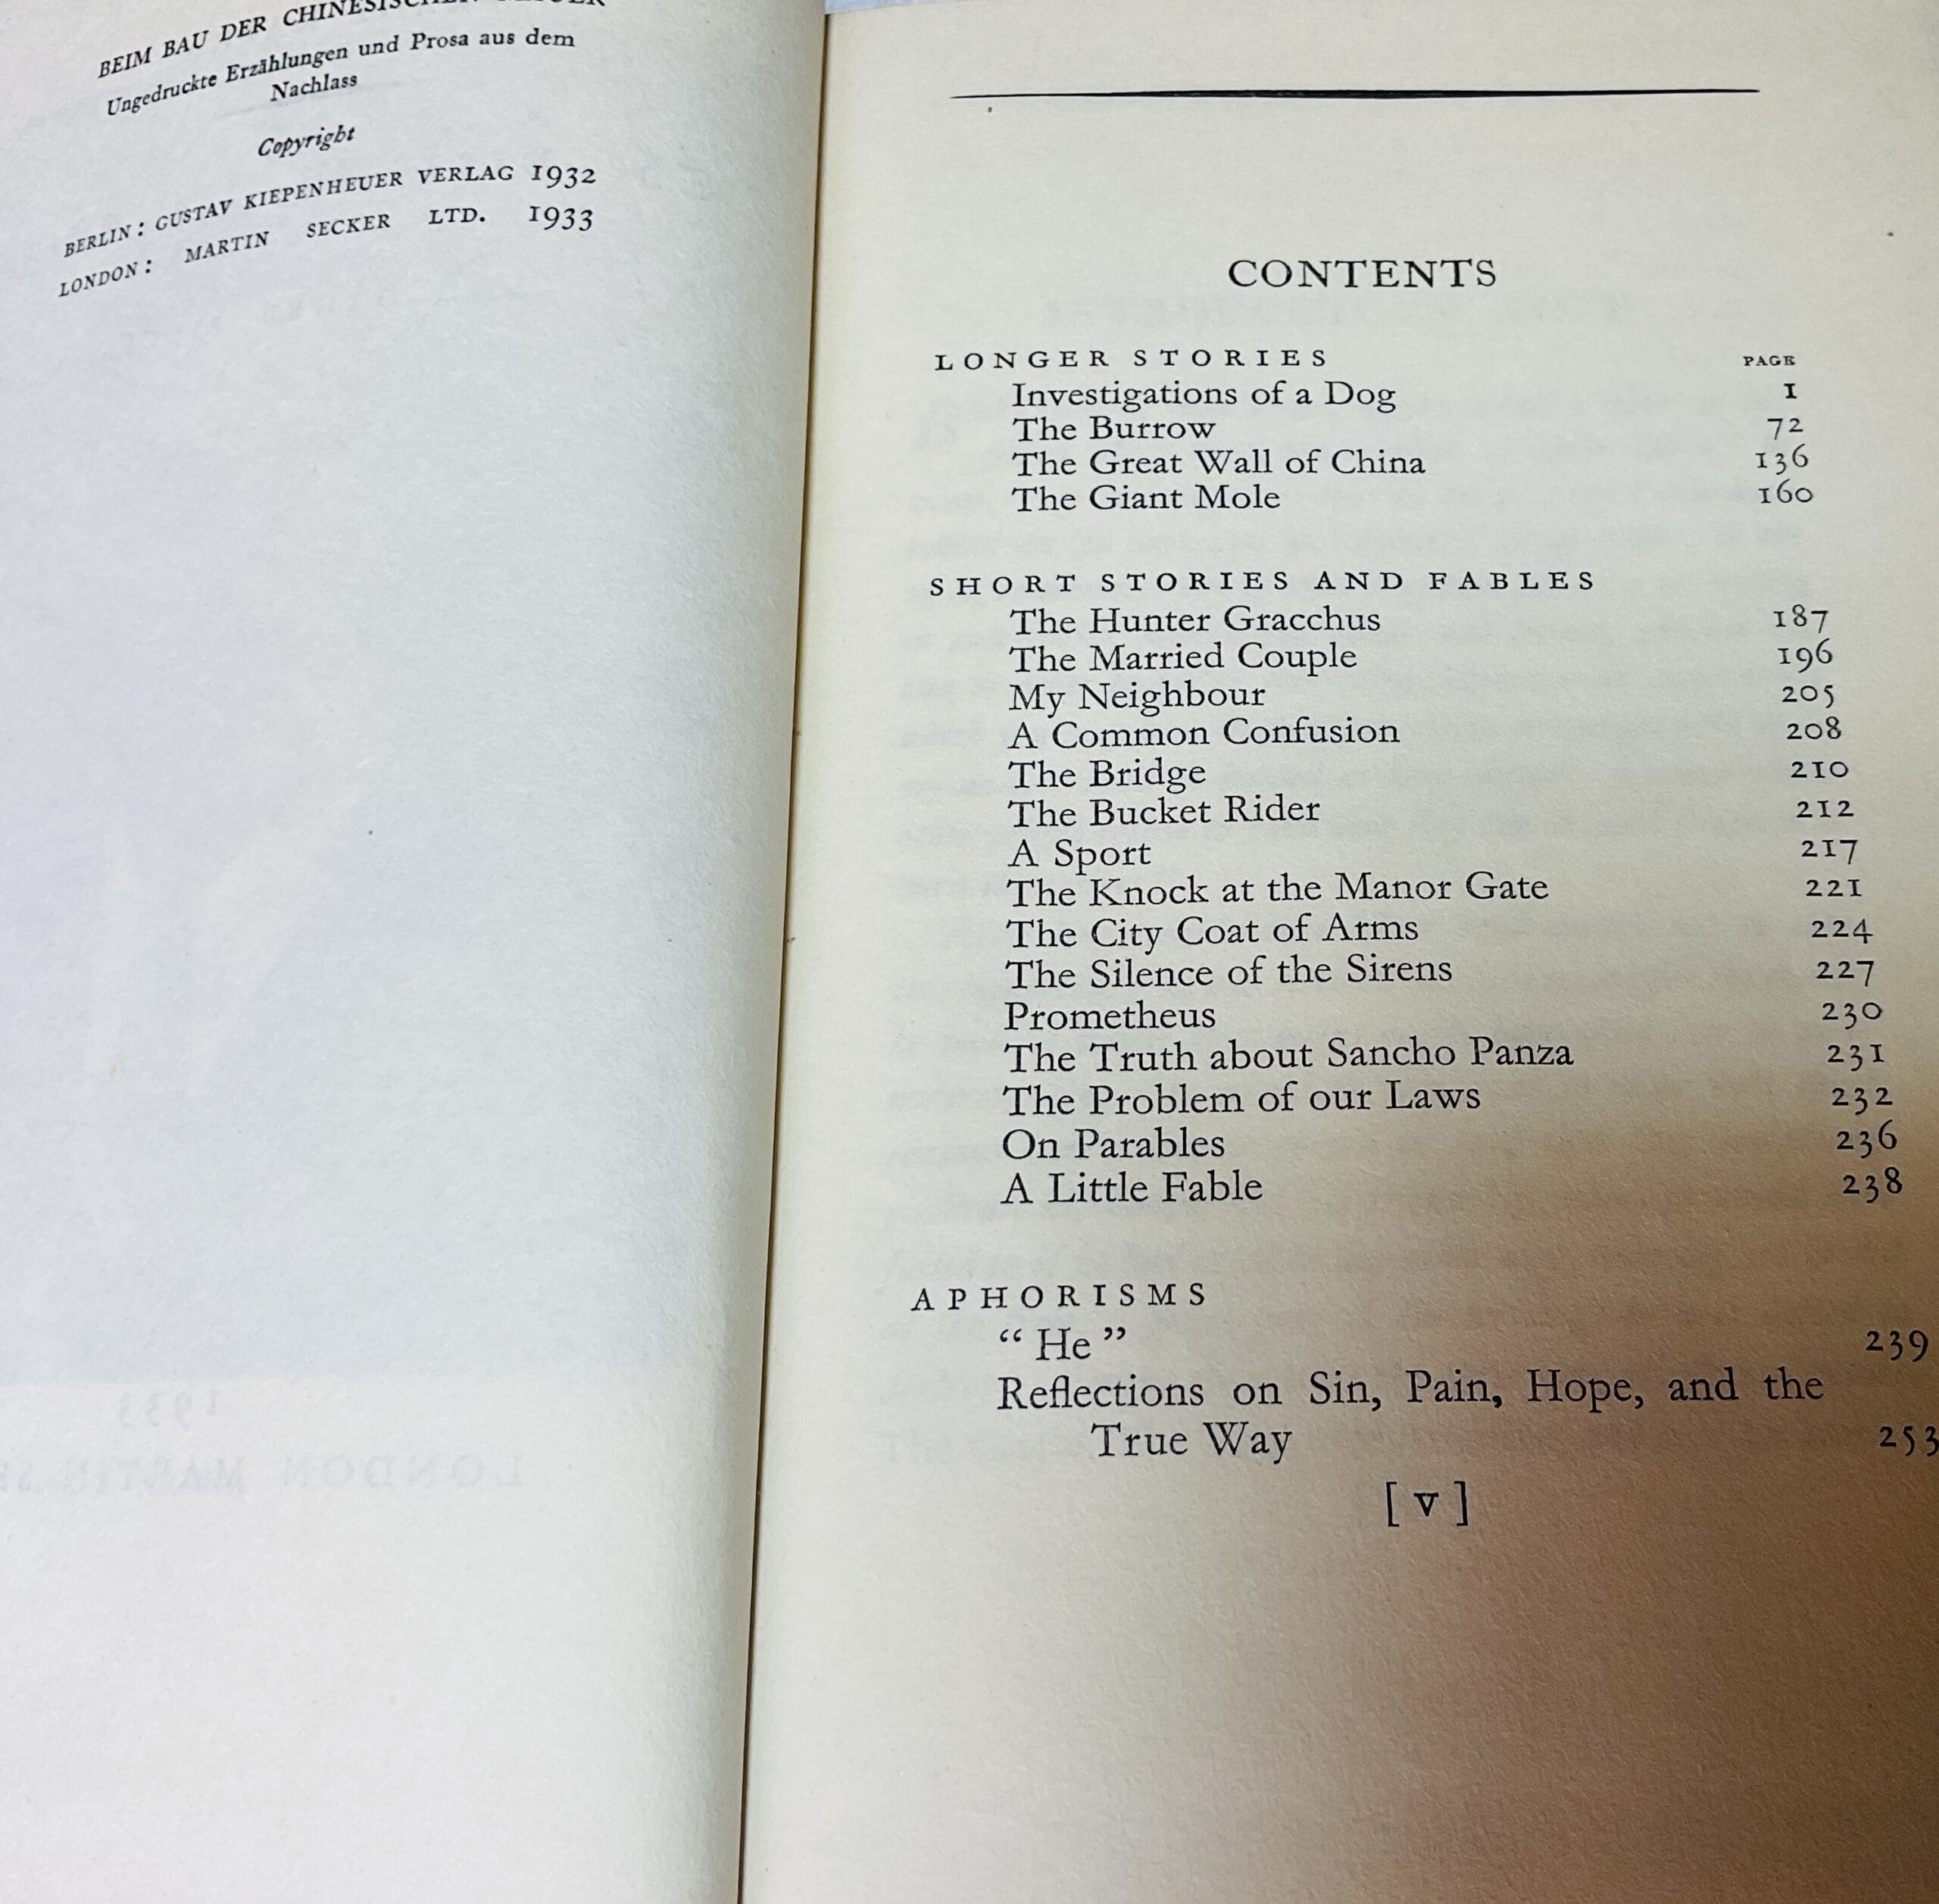 BEIM BAU DER CHINESISCHEN MAUER
Ungedruckte Erzählungen und Prosa aus dem
Nachlass
Copyright
BERLIN: GUSTAV KIEPENHEUER VERLAG 1932
LONDON: MARTIN SECKER LTD. 1933
CONTENTS
LONGER STORIES PAGE
Investigations of a Dog 1
The Burrow 72
The Great Wall of China 136
The Giant Mole 160
SHORT STORIES AND FABLES
The Hunter Gracchus 187
The Married Couple 196
My Neighbour 205
A Common Confusion 208
The Bridge 210
The Bucket Rider 212
A Sport 217
The Knock at the Manor Gate 221
The City Coat of Arms 224
The Silence of the Sirens 227
Prometheus 230
The Truth about Sancho Panza 231
The Problem of our Laws 232
On Parables 236
A Little Fable 238
APHORISMS
“He” 239
Reflections on Sin, Pain, Hope, and the
True Way 253
[v]
1933
LONDON MARTIN